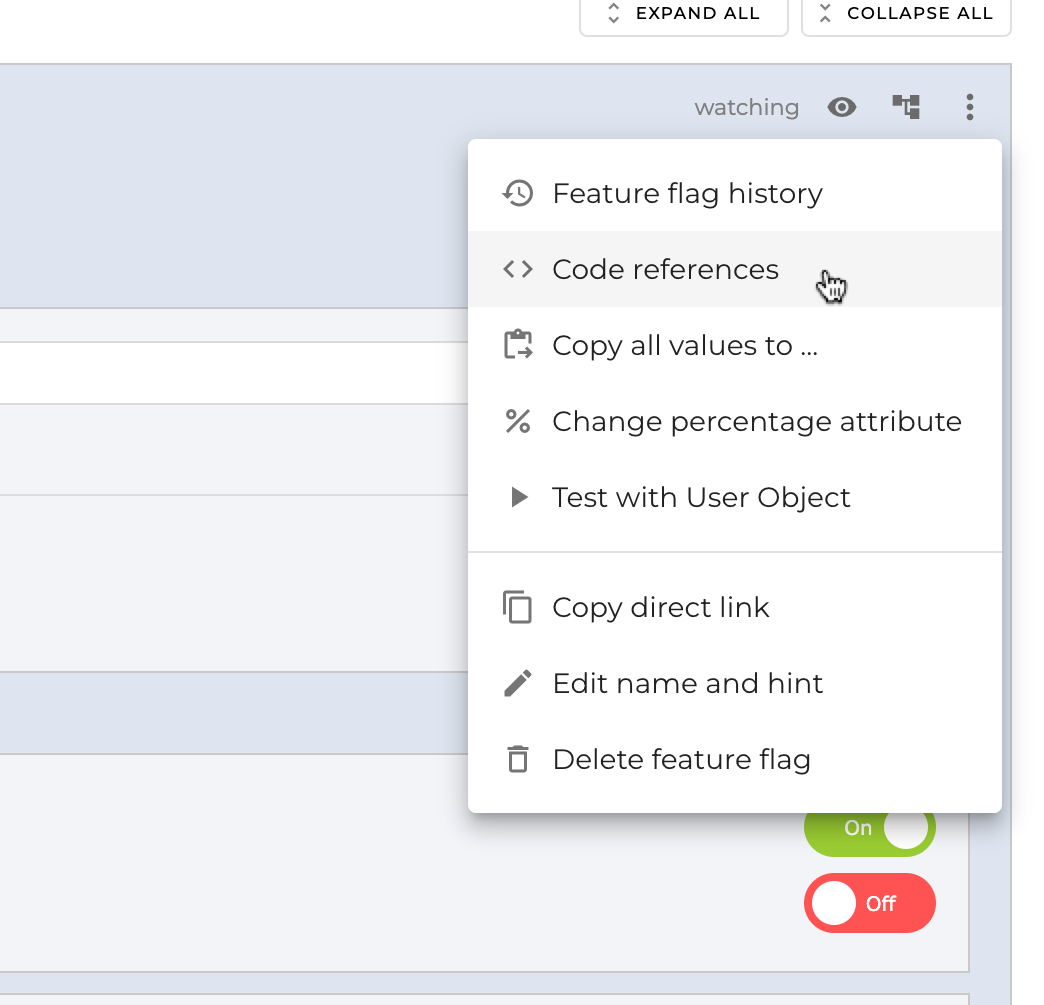 EXPAND ALL
COLLAPSE ALL
watching
Feature flag history
Code references
Copy all values to ...
Change percentage attribute
Test with User Object
Copy direct link
Edit name and hint
Delete feature flag
On
Off